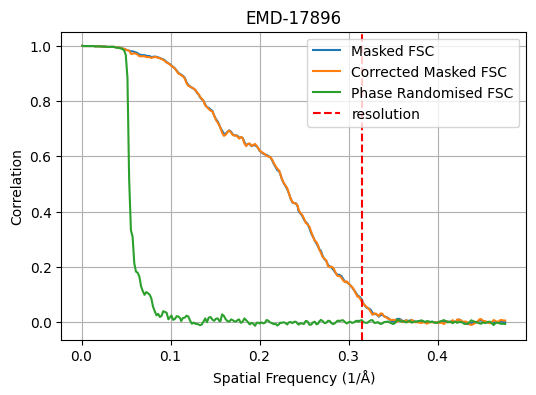 EMD-17896
Masked FSC
Corrected Masked FSC
Phase Randomised FSC
resolution
Correlation
1.0
0.8
0.6
0.4
0.2
0.0
0.0 0.1 0.2 0.3 0.4
Spatial Frequency (1/Å)